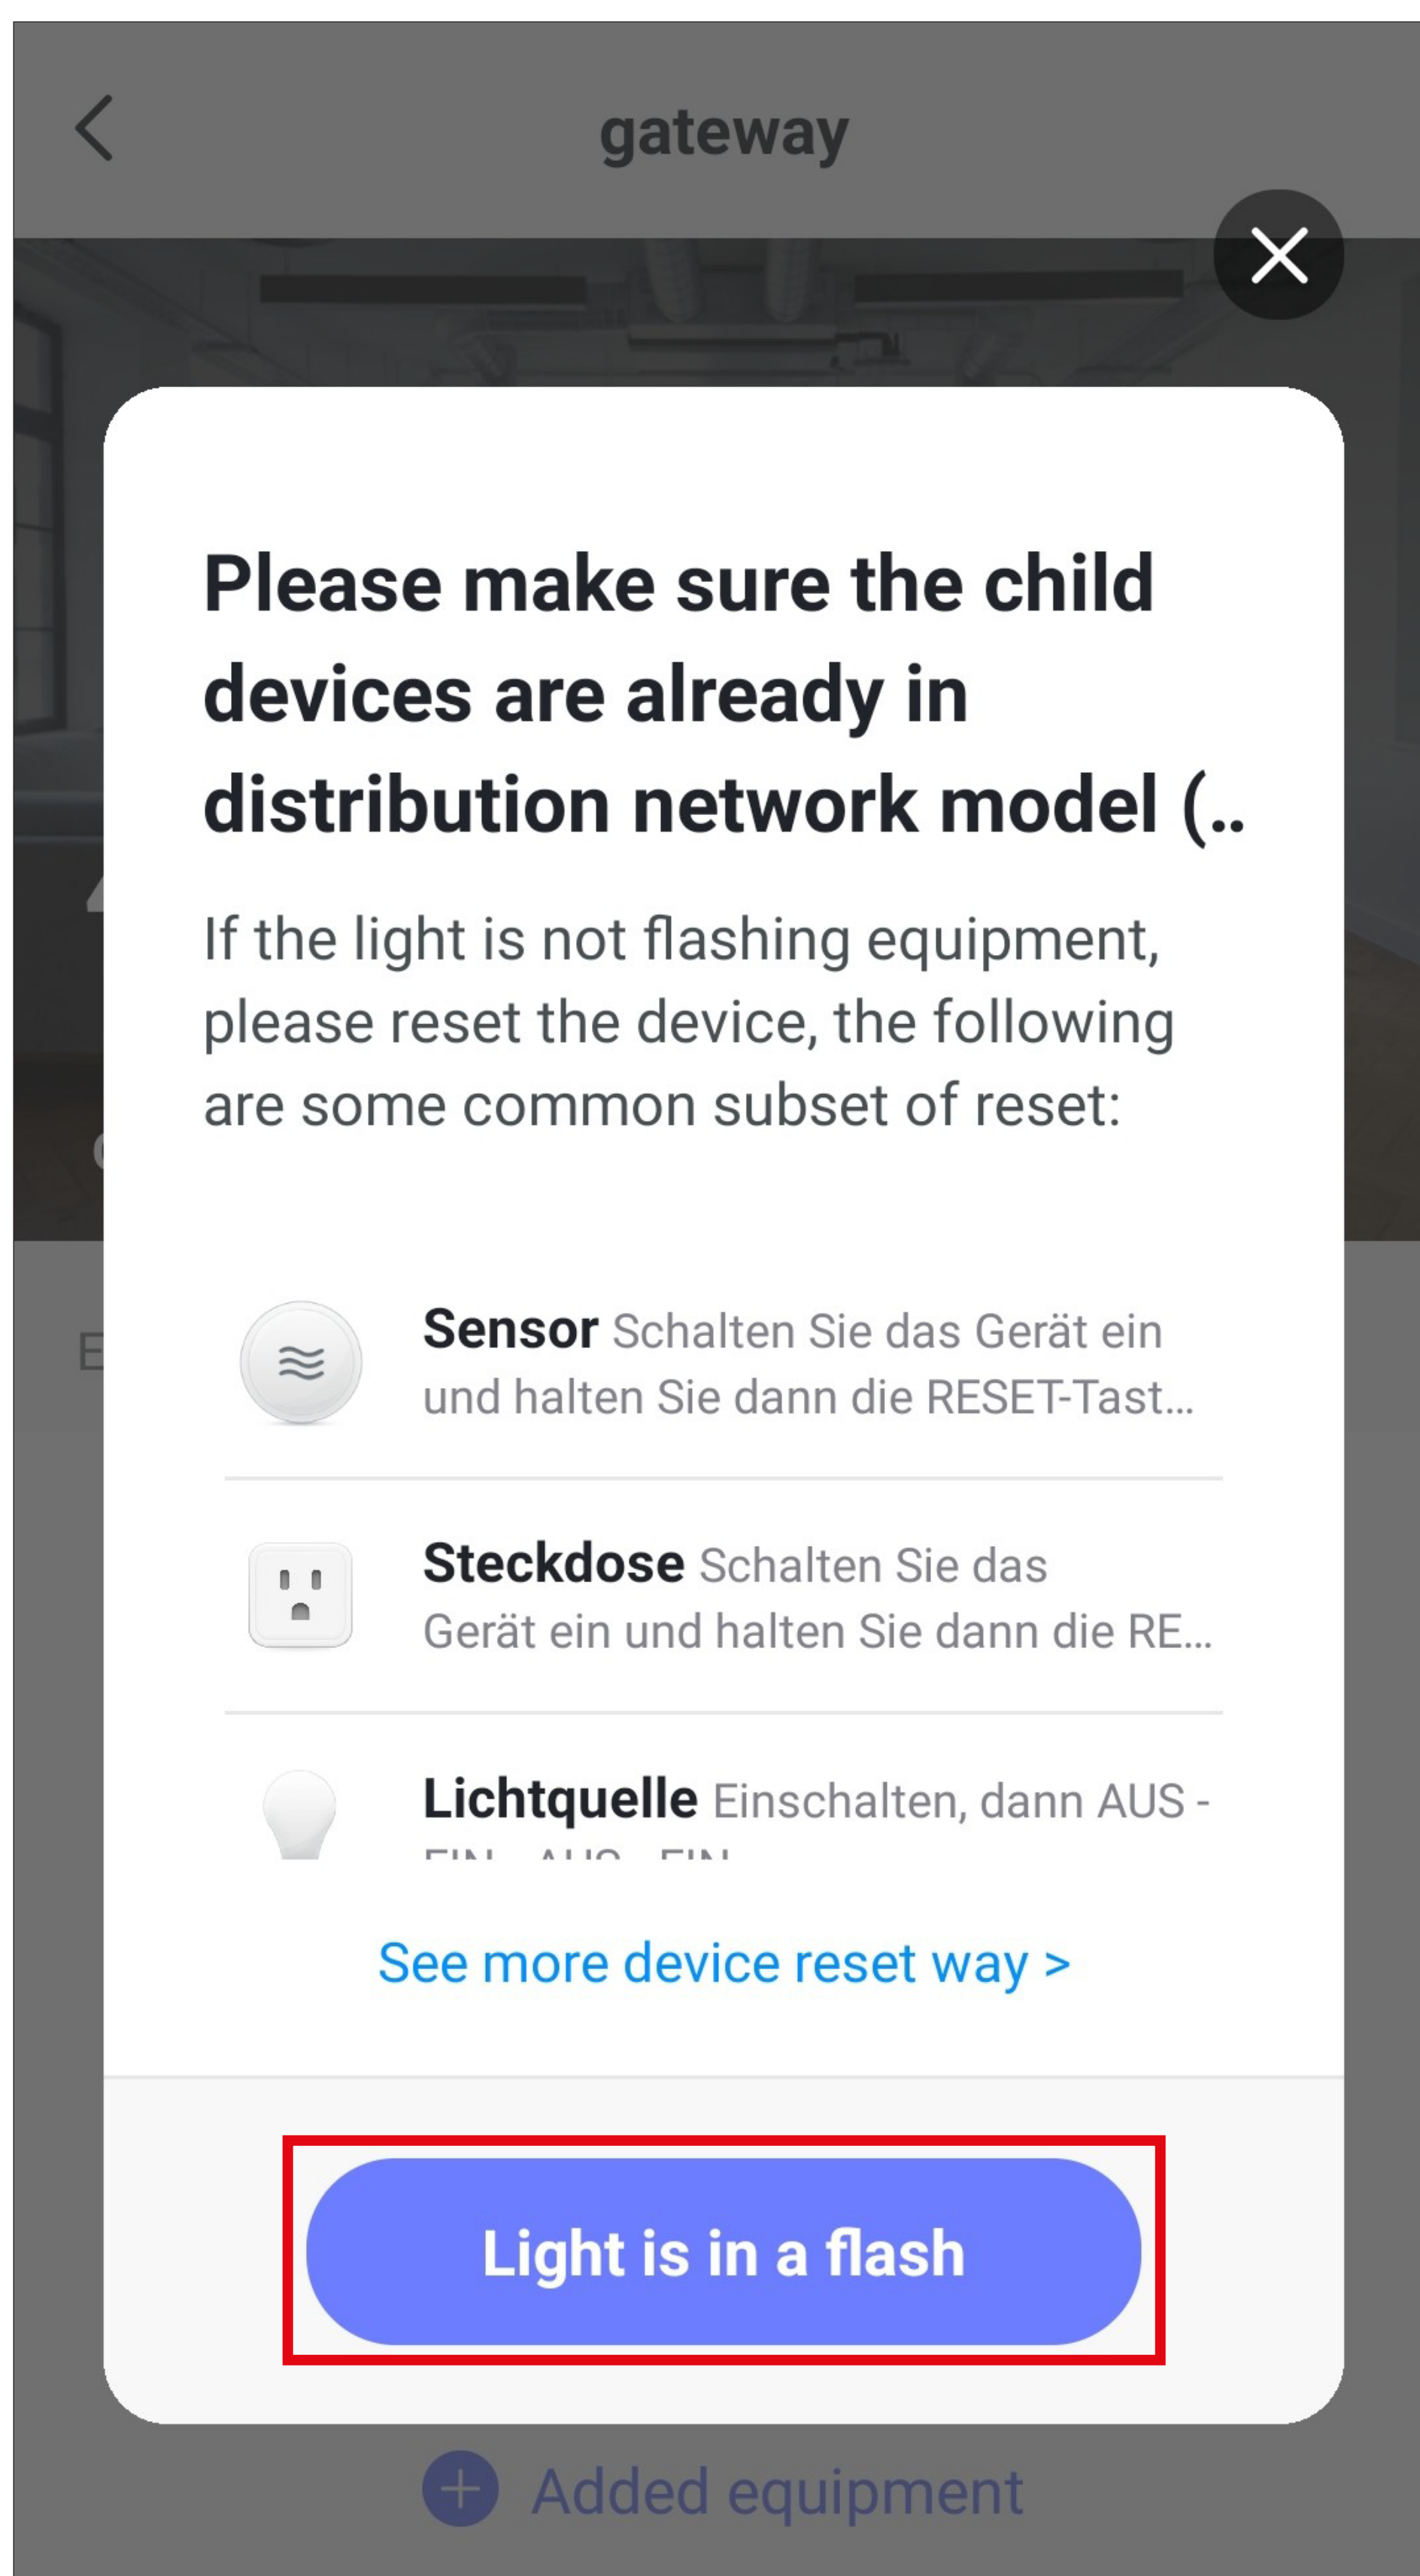 gateway
Please make sure the child
devices are already in
distribution network model (..
If the light is not flashing equipment,
please reset the device, the following
are some common subset of reset:
Sensor Schalten Sie das Gerät ein
und halten Sie dann die RESET-Tast...
Steckdose Schalten Sie das
Gerät ein und halten Sie dann die RE...
Lichtquelle Einschalten, dann AUS -
EIN - AUS - EIN
See more device reset way >
Light is in a flash
Added equipment